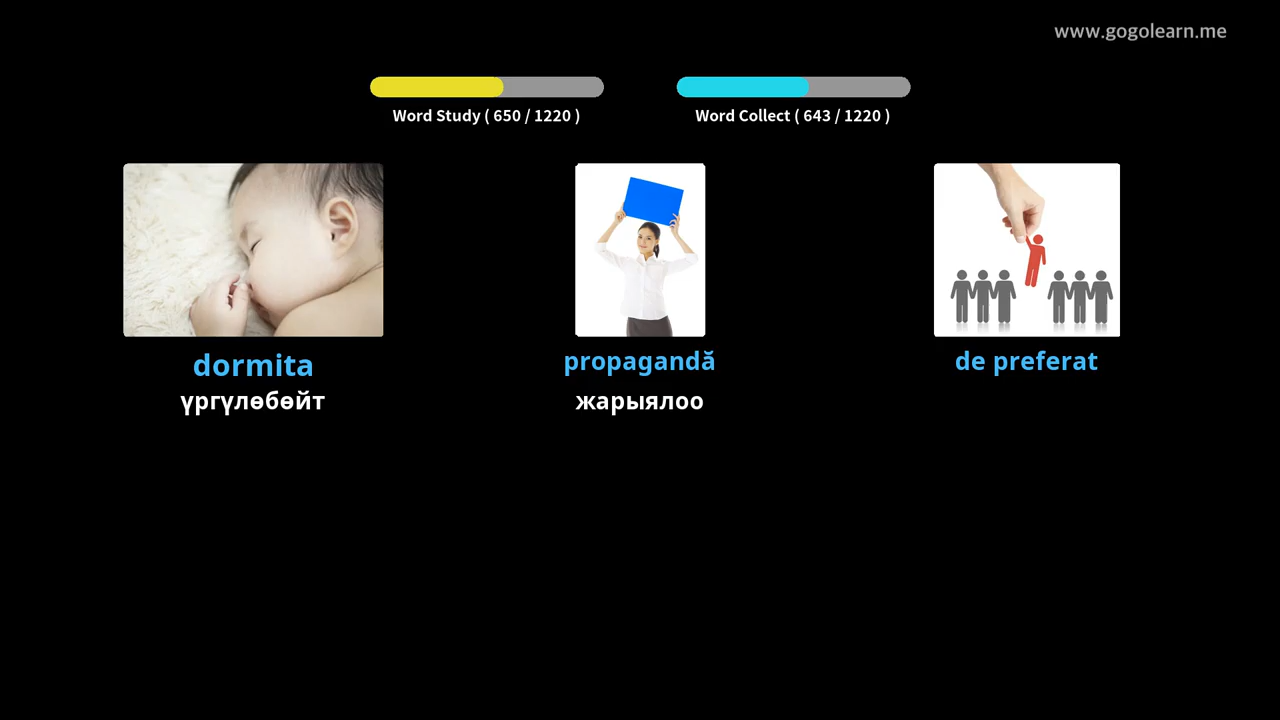 www.gogolearn.me
Word Study ( 650 / 1220 )
Word Collect ( 643 / 1220 )
dormita
үргүлөбөйт
propagandă
жарыялоо
de preferat